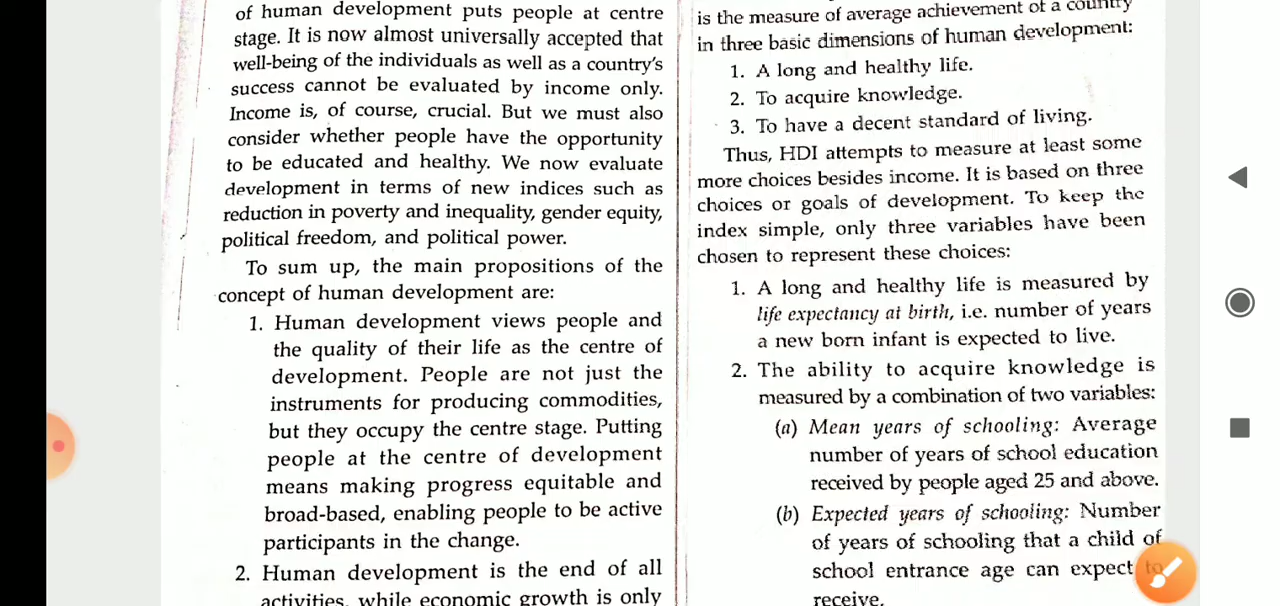 of human development puts people at centre
stage. It is now almost universally accepted that
well-being of the individuals as well as a country's
success cannot be evaluated by income only.
Income is, of course, crucial. But we must also
consider whether people have the opportunity
to be educated and healthy. We now evaluate
development in terms of new indices such as
reduction in poverty and inequality, gender equity,
political freedom, and political power.
To sum up, the main propositions of the
concept of human development are:
1. Human development views people and
the quality of their life as the centre of
development. People are not just the
instruments for producing commodities,
but they occupy the centre stage. Putting
people at the centre of development
means making progress equitable and
broad-based, enabling people to be active
participants in the change.
2. Human development is the end of all
activities, while economic growth is only
is the measure of average achievement of a country
in three basic dimensions of human development:
1. A long and healthy life.
2. To acquire knowledge.
3. To have a decent standard of living.
Thus, HDI attempts to measure at least some
more choices besides income. It is based on three
choices or goals of development. To keep the
index simple, only three variables have been
chosen to represent these choices:
1. A long and healthy life is measured by
life expectancy at birth, i.e. number of years
a new born infant is expected to live.
2. The ability to acquire knowledge is
measured by a combination of two variables:
(a) Mean years of schooling: Average
number of years of school education
received by people aged 25 and above.
(b) Expected years of schooling: Number
of years of schooling that a child of
school entrance age can expect to
receive.